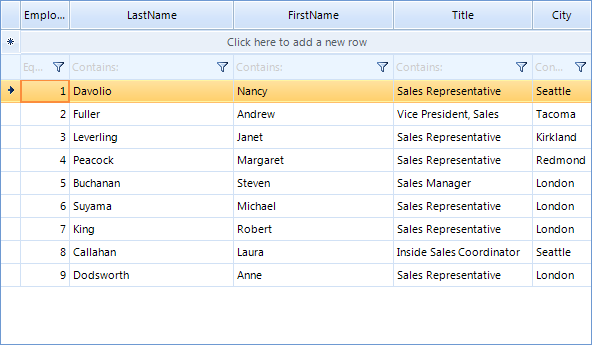 Emplo... LastName FirstName Title City
Click here to add a new row
Eq... Contains: Contains: Contains: Con...
1 Davolio Nancy Sales Representative Seattle
2 Fuller Andrew Vice President, Sales Tacoma
3 Leverling Janet Sales Representative Kirkland
4 Peacock Margaret Sales Representative Redmond
5 Buchanan Steven Sales Manager London
6 Suyama Michael Sales Representative London
7 King Robert Sales Representative London
8 Callahan Laura Inside Sales Coordinator Seattle
9 Dodsworth Anne Sales Representative London